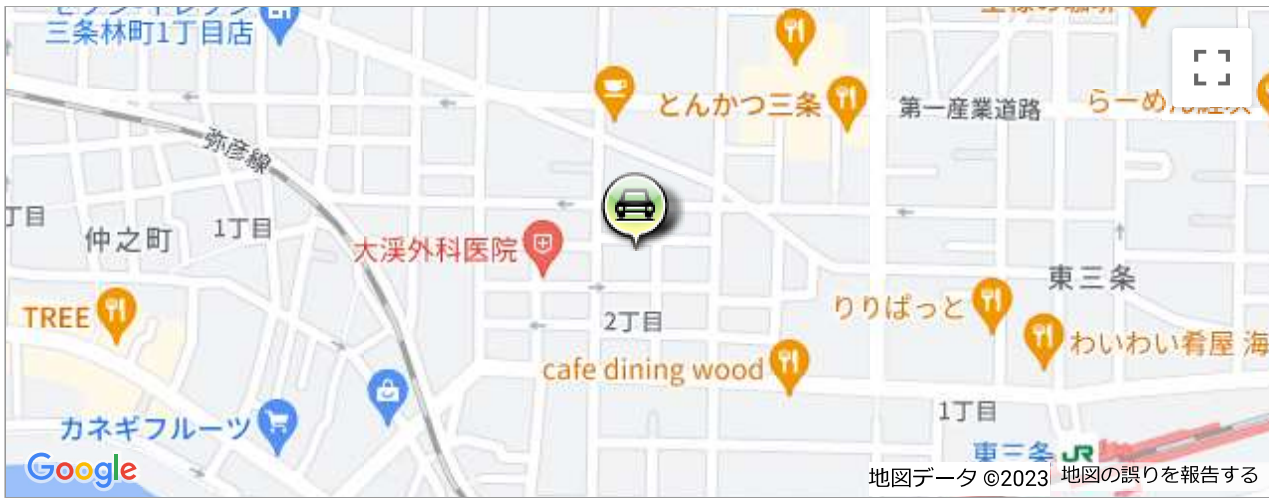 三条林町1丁目店
とんかつ三条
第一産業道路
らーめん
弥彦線
丁目
仲之町
1丁目
大渓外科医院
東三条
TREE
りりぱっと
2丁目
わいわい肴屋 海
cafe dining wood
カネギフルーツ
1丁目
東三条 JR
Google
地図データ ©2023
地図の誤りを報告する